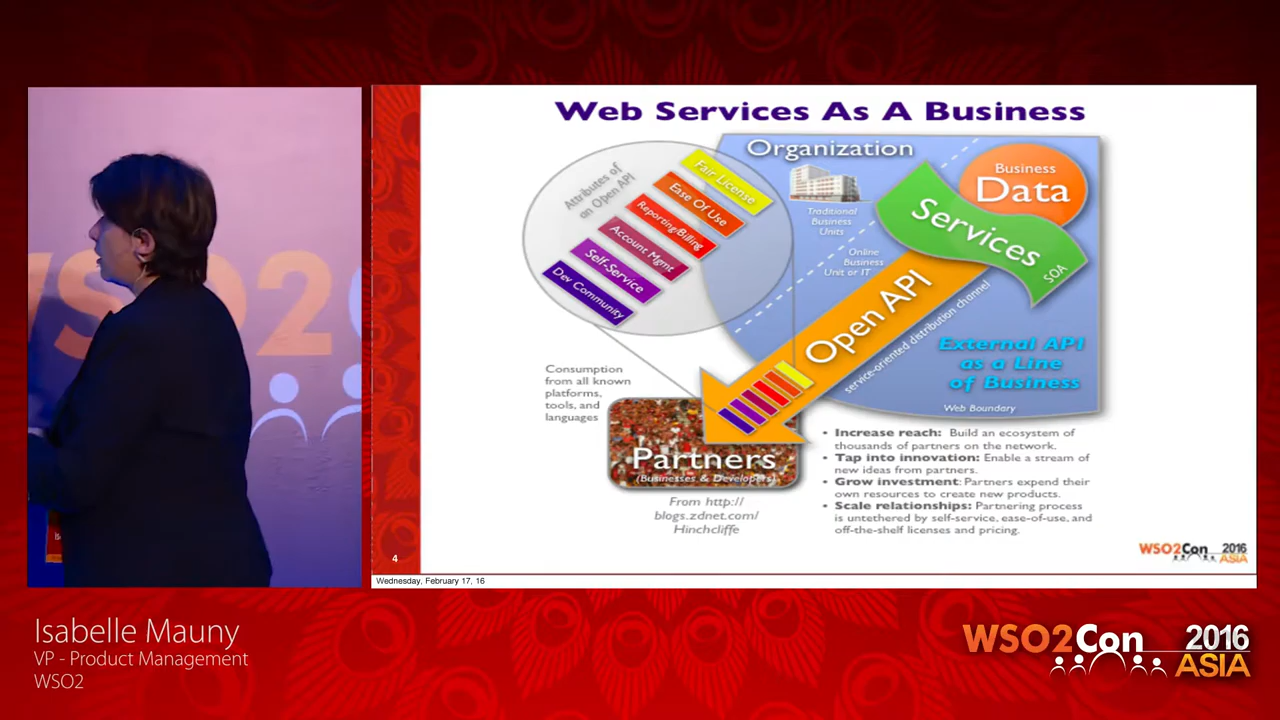 Web Services As A Business
Organization
Attributes of
an Open API
Fair License
Ease Of Use
Reporting/Billing
Account Mgmt
Self-Service
Dev Community
Traditional
Business
Units
Online
Business
Unit or IT
Business
Data
Services
SOA
Open API
service-oriented distribution channel
External API
as a Line
of Business
Web Boundary
Consumption
from all known
platforms,
tools, and
languages
Partners
(Businesses & Developers)
From http://
blogs.zdnet.com/
Hinchcliffe
• Increase reach: Build an ecosystem of
thousands of partners on the network.
• Tap into innovation: Enable a stream of
new ideas from partners.
• Grow investment: Partners expend their
own resources to create new products.
• Scale relationships: Partnering process
is untethered by self-service, ease-of-use, and
off-the-shelf licenses and pricing.
4
WSO2Con 2016
ASIA
Wednesday, February 17, 16
WSO2
Isabelle Mauny
VP - Product Management
WSO2
WSO2Con 2016
ASIA